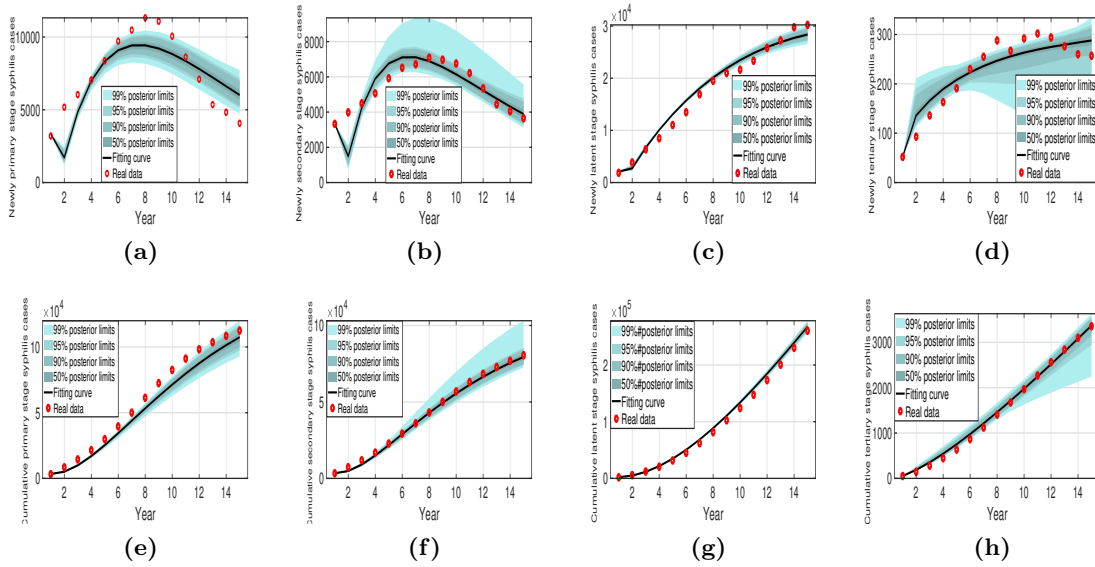 Newly primary stage syphilis cases
10000
5000
0
99% posterior limits
95% posterior limits
90% posterior limits
50% posterior limits
Fitting curve
Real data
2 4 6 8 10 12 14
Year
(a)
Newly secondary stage syphilis cases
8000
6000
4000
2000
0
99% posterior limits
95% posterior limits
90% posterior limits
50% posterior limits
Fitting curve
Real data
2 4 6 8 10 12 14
Year
(b)
Newly latent stage syphilis cases
×10⁴
3
2
1
0
99% posterior limits
95% posterior limits
90% posterior limits
50% posterior limits
Fitting curve
Real data
2 4 6 8 10 12 14
Year
(c)
Newly tertiary stage syphilis cases
300
200
100
0
99% posterior limits
95% posterior limits
90% posterior limits
50% posterior limits
Fitting curve
Real data
2 4 6 8 10 12 14
Year
(d)
Cumulative primary stage syphilis cases
×10⁴
10
5
0
99% posterior limits
95% posterior limits
90% posterior limits
50% posterior limits
Fitting curve
Real data
2 4 6 8 10 12 14
Year
(e)
Cumulative secondary stage syphilis cases
×10⁴
10
5
0
99% posterior limits
95% posterior limits
90% posterior limits
50% posterior limits
Fitting curve
Real data
2 4 6 8 10 12 14
Year
(f)
Cumulative latent stage syphilis cases
×10⁵
2
1
0
99%#posterior limits
95%#posterior limits
90%#posterior limits
50%#posterior limits
Fitting curve
Real data
2 4 6 8 10 12 14
Year
(g)
Cumulative tertiary stage syphilis cases
3000
2000
1000
0
99% posterior limits
95% posterior limits
90% posterior limits
50% posterior limits
Fitting curve
Real data
2 4 6 8 10 12 14
Year
(h)